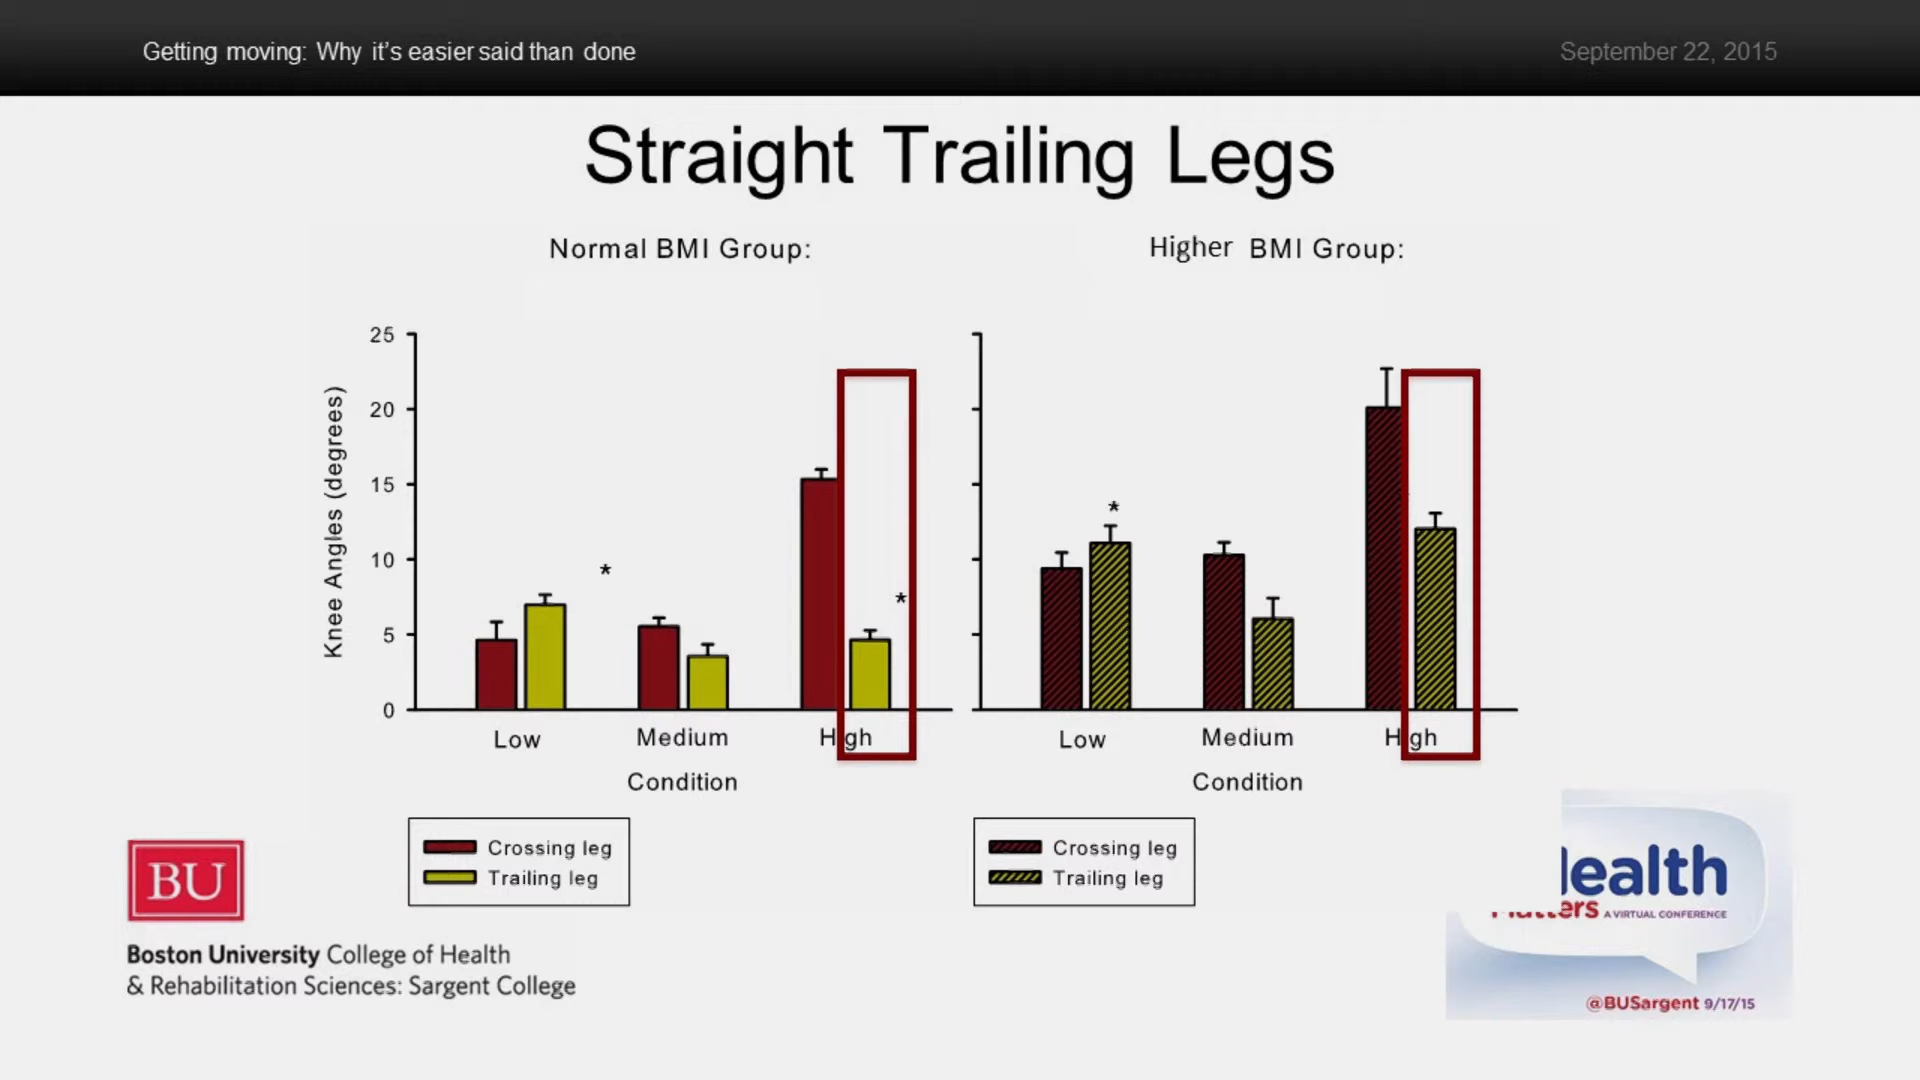 Getting moving: Why it's easier said than done
September 22, 2015
Straight Trailing Legs
Normal BMI Group:
Higher BMI Group:
Knee Angles (degrees)
25
20
15
10
5
0
*
*
*
Low Medium High
Condition
Low Medium High
Condition
Crossing leg
Trailing leg
Crossing leg
Trailing leg
BU
Boston University College of Health
& Rehabilitation Sciences: Sargent College
Health
Matters A VIRTUAL CONFERENCE
@BUSargent 9/17/15